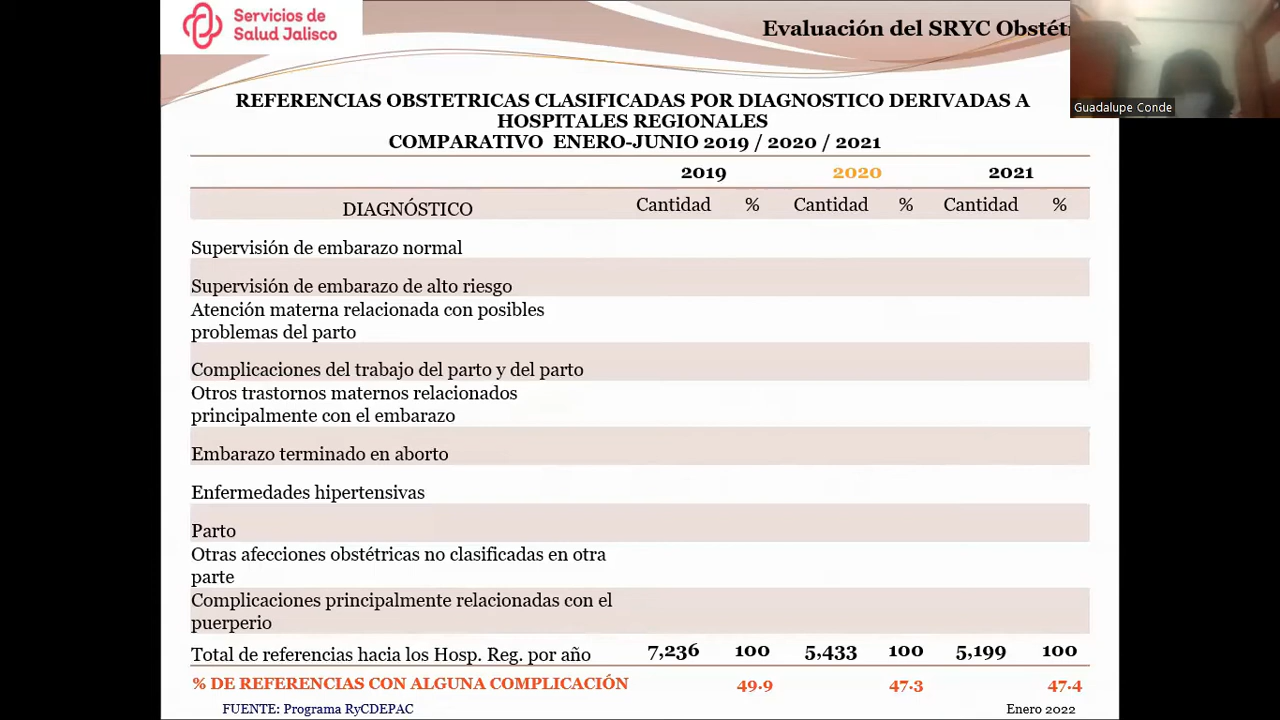 Servicios de
Salud Jalisco
Evaluación del SRYC Obstét
Guadalupe Conde
REFERENCIAS OBSTETRICAS CLASIFICADAS POR DIAGNOSTICO DERIVADAS A
HOSPITALES REGIONALES
COMPARATIVO ENERO-JUNIO 2019 / 2020 / 2021
2019 2020 2021
DIAGNÓSTICO Cantidad % Cantidad % Cantidad %
Supervisión de embarazo normal
Supervisión de embarazo de alto riesgo
Atención materna relacionada con posibles
problemas del parto
Complicaciones del trabajo del parto y del parto
Otros trastornos maternos relacionados
principalmente con el embarazo
Embarazo terminado en aborto
Enfermedades hipertensivas
Parto
Otras afecciones obstétricas no clasificadas en otra
parte
Complicaciones principalmente relacionadas con el
puerperio
Total de referencias hacia los Hosp. Reg. por año 7,236 100 5,433 100 5,199 100
% DE REFERENCIAS CON ALGUNA COMPLICACIÓN 49.9 47.3 47.4
FUENTE: Programa RyCDEPAC Enero 2022